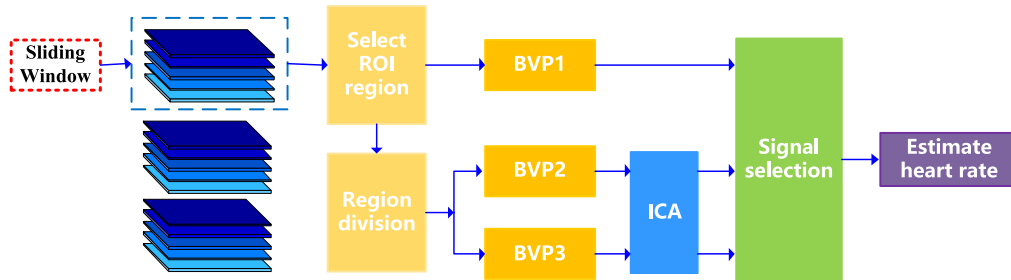 Sliding
Window
Select
ROI
region
BVP1
Region
division
BVP2
BVP3
ICA
Signal
selection
Estimate
heart rate